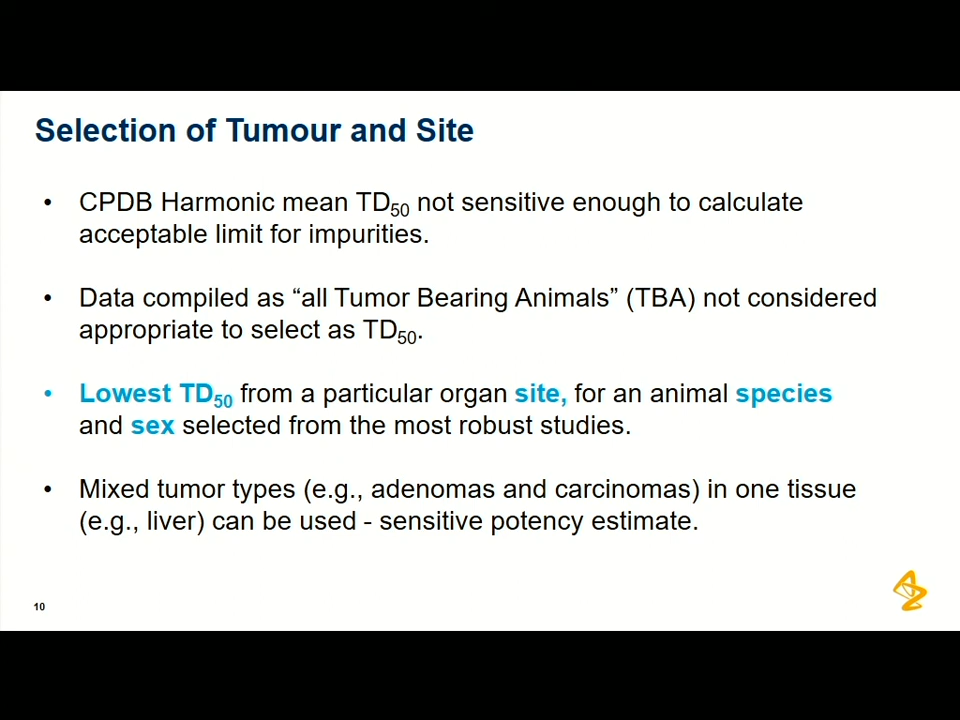 Selection of Tumour and Site
• CPDB Harmonic mean TD50 not sensitive enough to calculate
acceptable limit for impurities.
• Data compiled as “all Tumor Bearing Animals” (TBA) not considered
appropriate to select as TD50.
• Lowest TD50 from a particular organ site, for an animal species
and sex selected from the most robust studies.
• Mixed tumor types (e.g., adenomas and carcinomas) in one tissue
(e.g., liver) can be used - sensitive potency estimate.
10